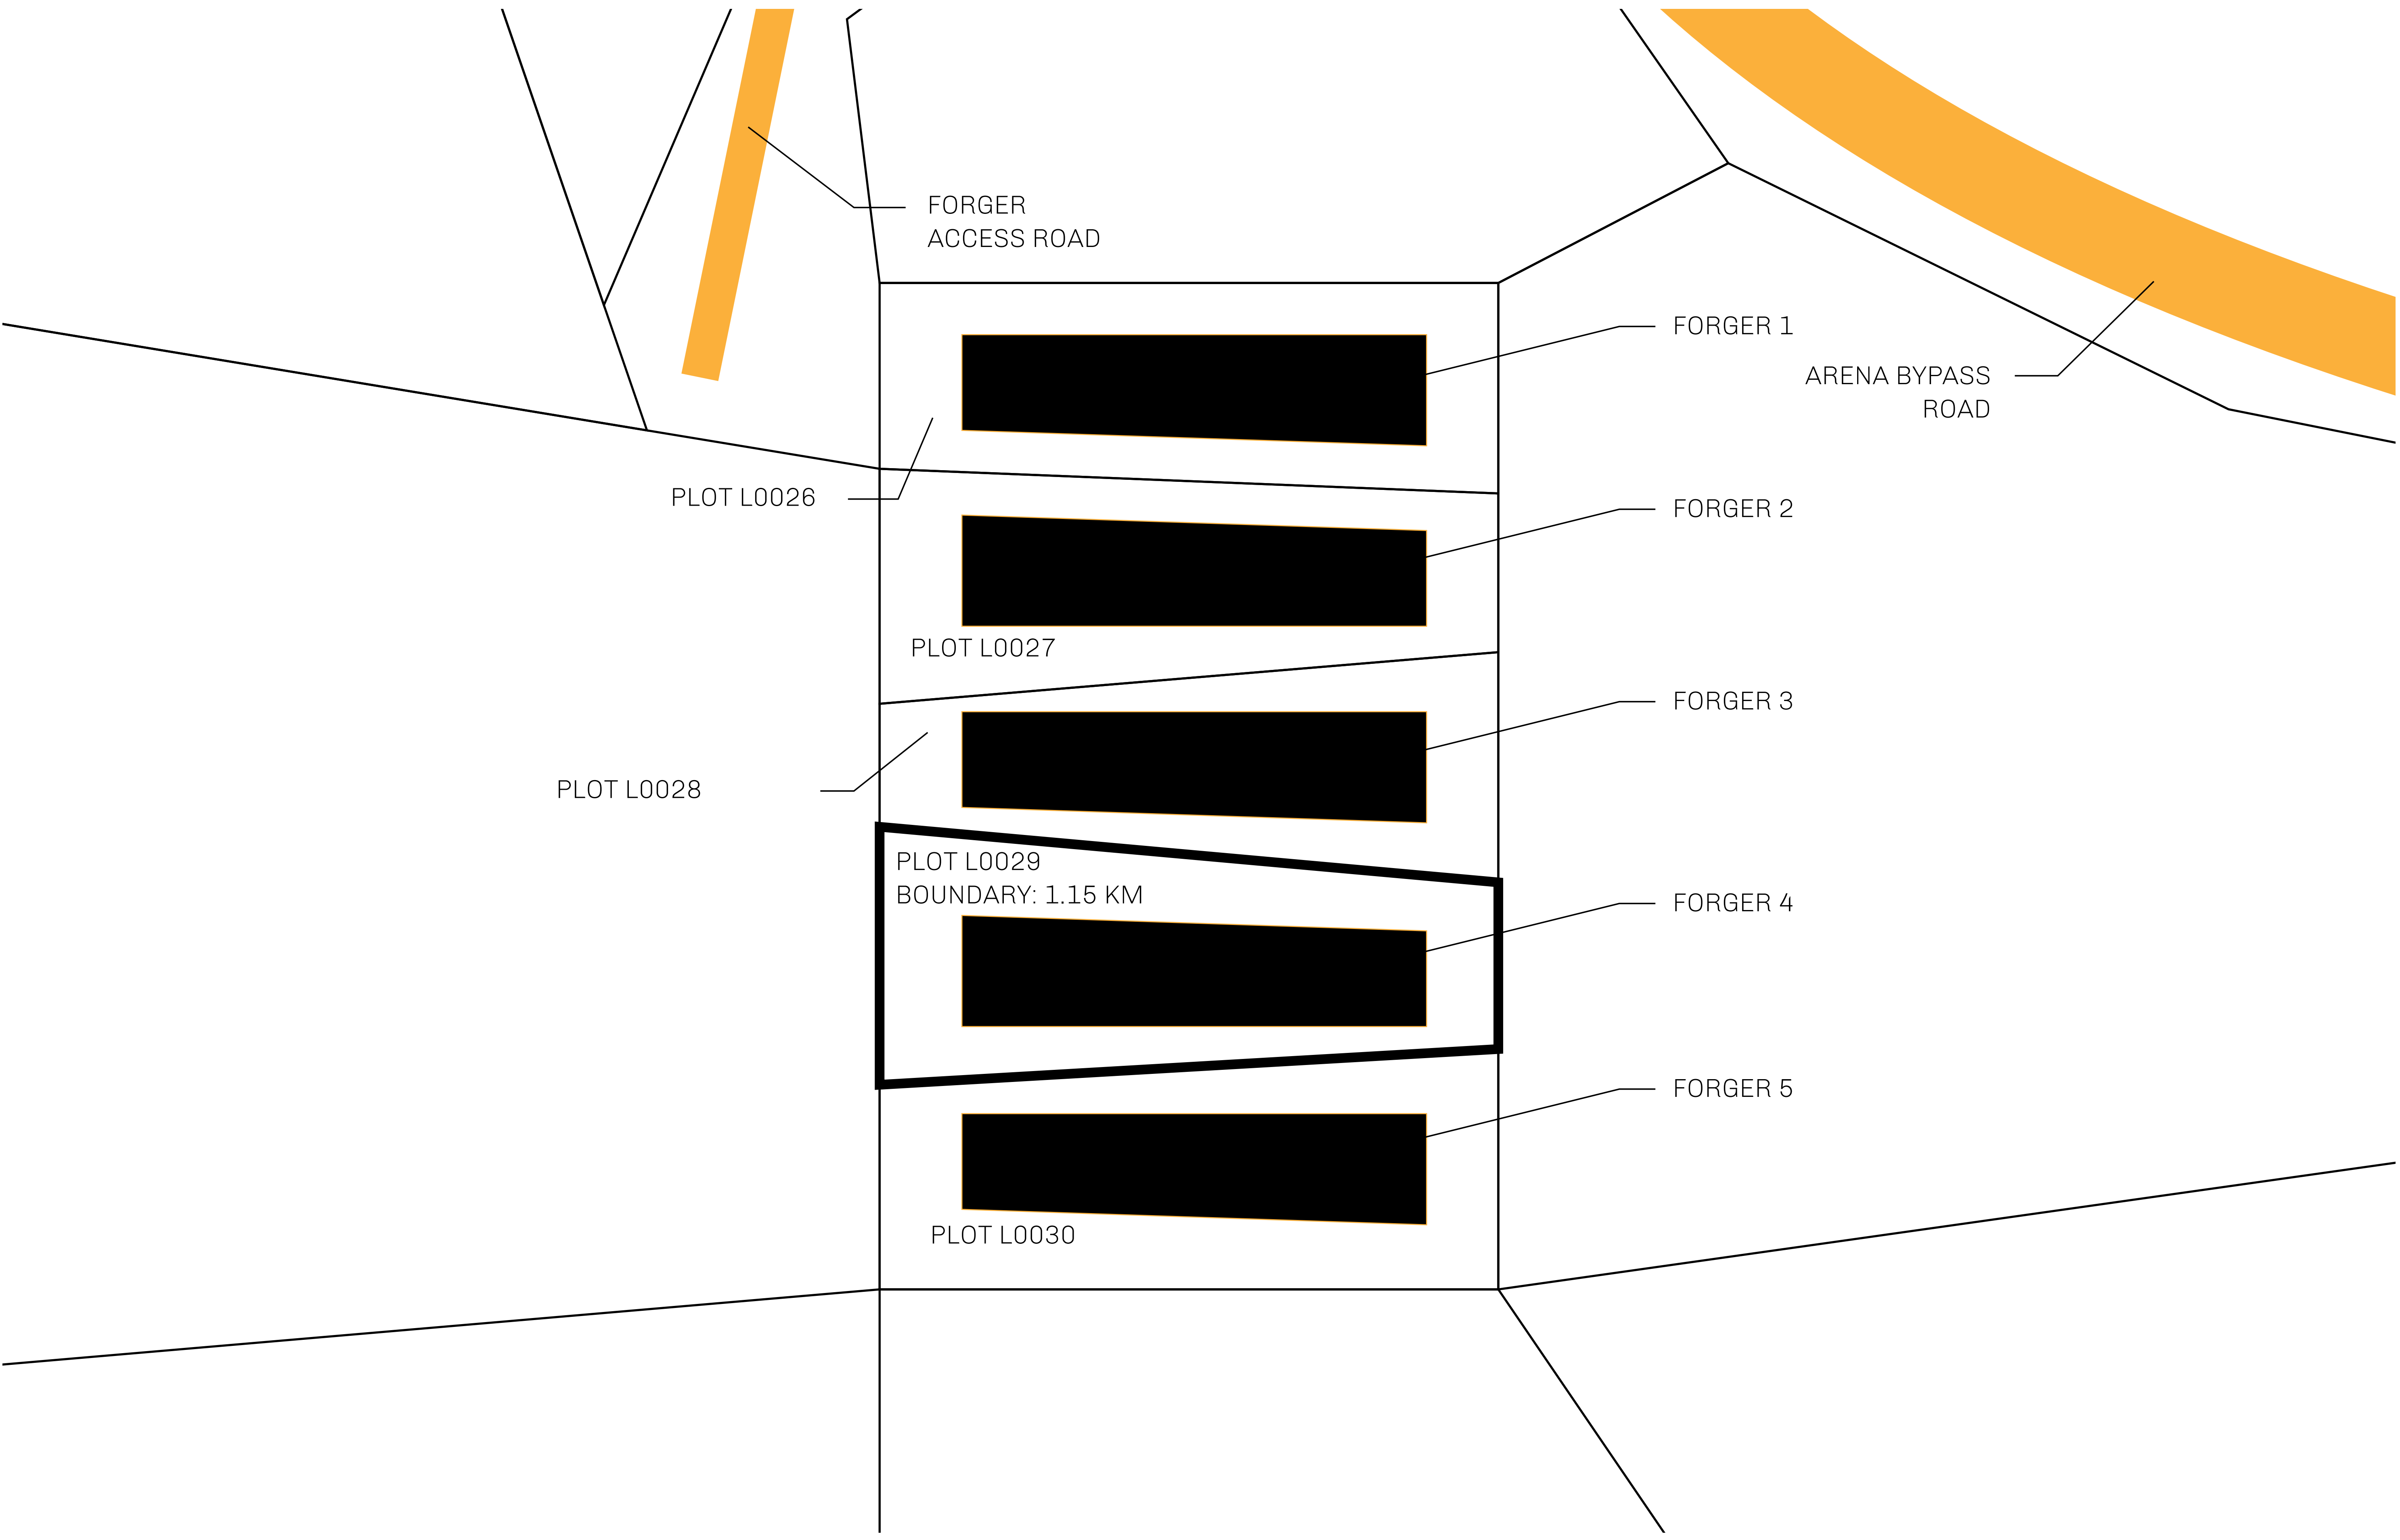 FORGER
ACCESS ROAD
FORGER 1
ARENA BYPASS
ROAD
PLOT L0026
FORGER 2
PLOT L0027
FORGER 3
PLOT L0028
PLOT L0029
BOUNDARY: 1.15 KM
FORGER 4
FORGER 5
PLOT L0030